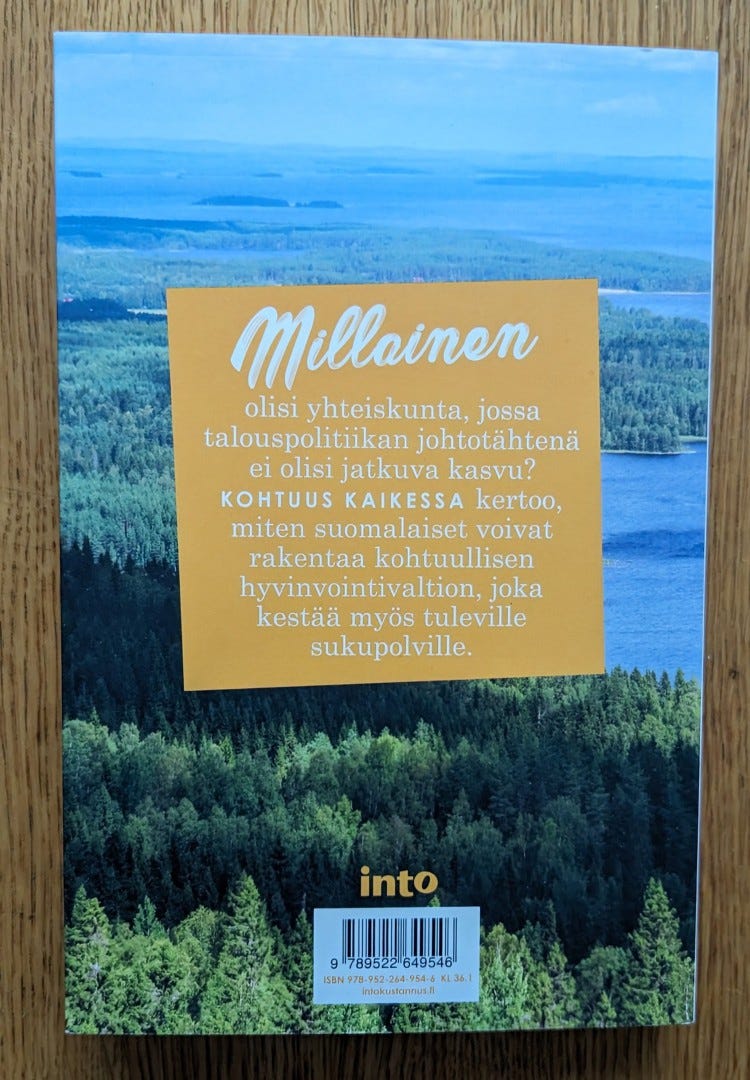 Millainen
olisi yhteiskunta, jossa
talouspolitiikan johtotähtenä
ei olisi jatkuva kasvu?
KOHTUUS KAIKESSA kertoo,
miten suomalaiset voivat
rakentaa kohtuullisen
hyvinvointivaltion, joka
kestää myös tuleville
sukupolville.
into
9 789522 649546
ISBN 978-952-264-954-6 KL 36.1
intokustannus.fi